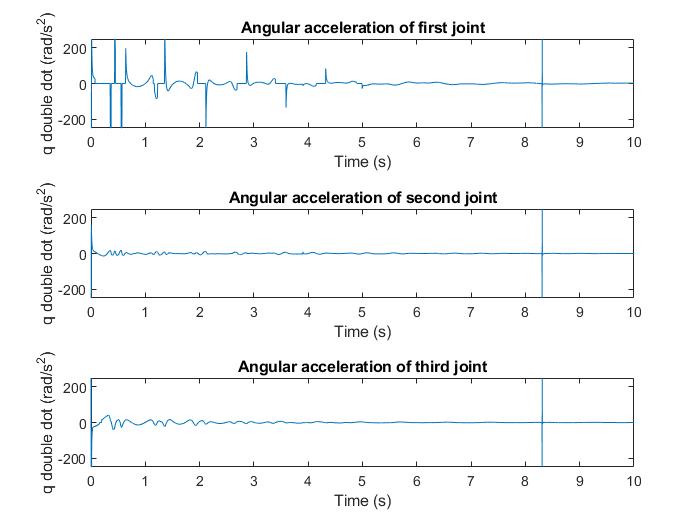 Angular acceleration of first joint
q double dot (rad/s²)
200
0
-200
0 1 2 3 4 5 6 7 8 9 10
Time (s)
Angular acceleration of second joint
q double dot (rad/s²)
200
0
-200
0 1 2 3 4 5 6 7 8 9 10
Time (s)
Angular acceleration of third joint
q double dot (rad/s²)
200
0
-200
0 1 2 3 4 5 6 7 8 9 10
Time (s)